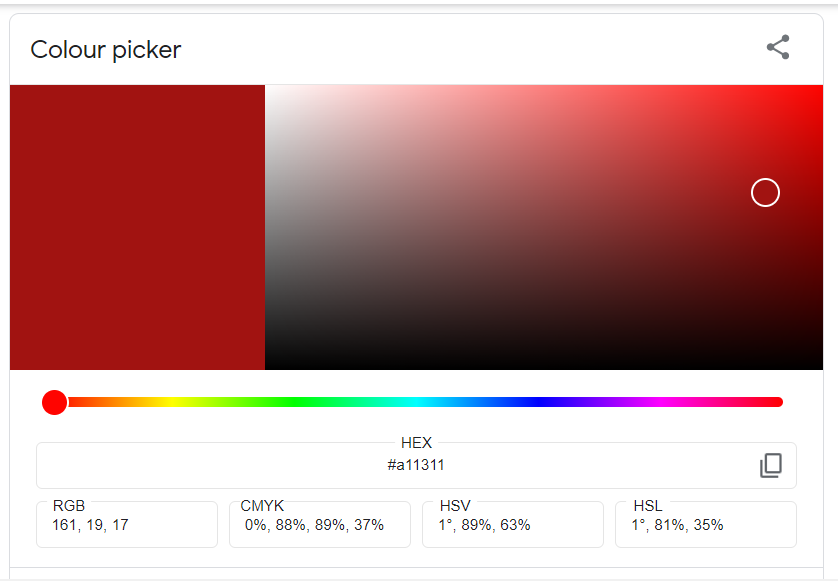 Colour picker
HEX
#a11311
RGB
161, 19, 17
CMYK
0%, 88%, 89%, 37%
HSV
1°, 89%, 63%
HSL
1°, 81%, 35%